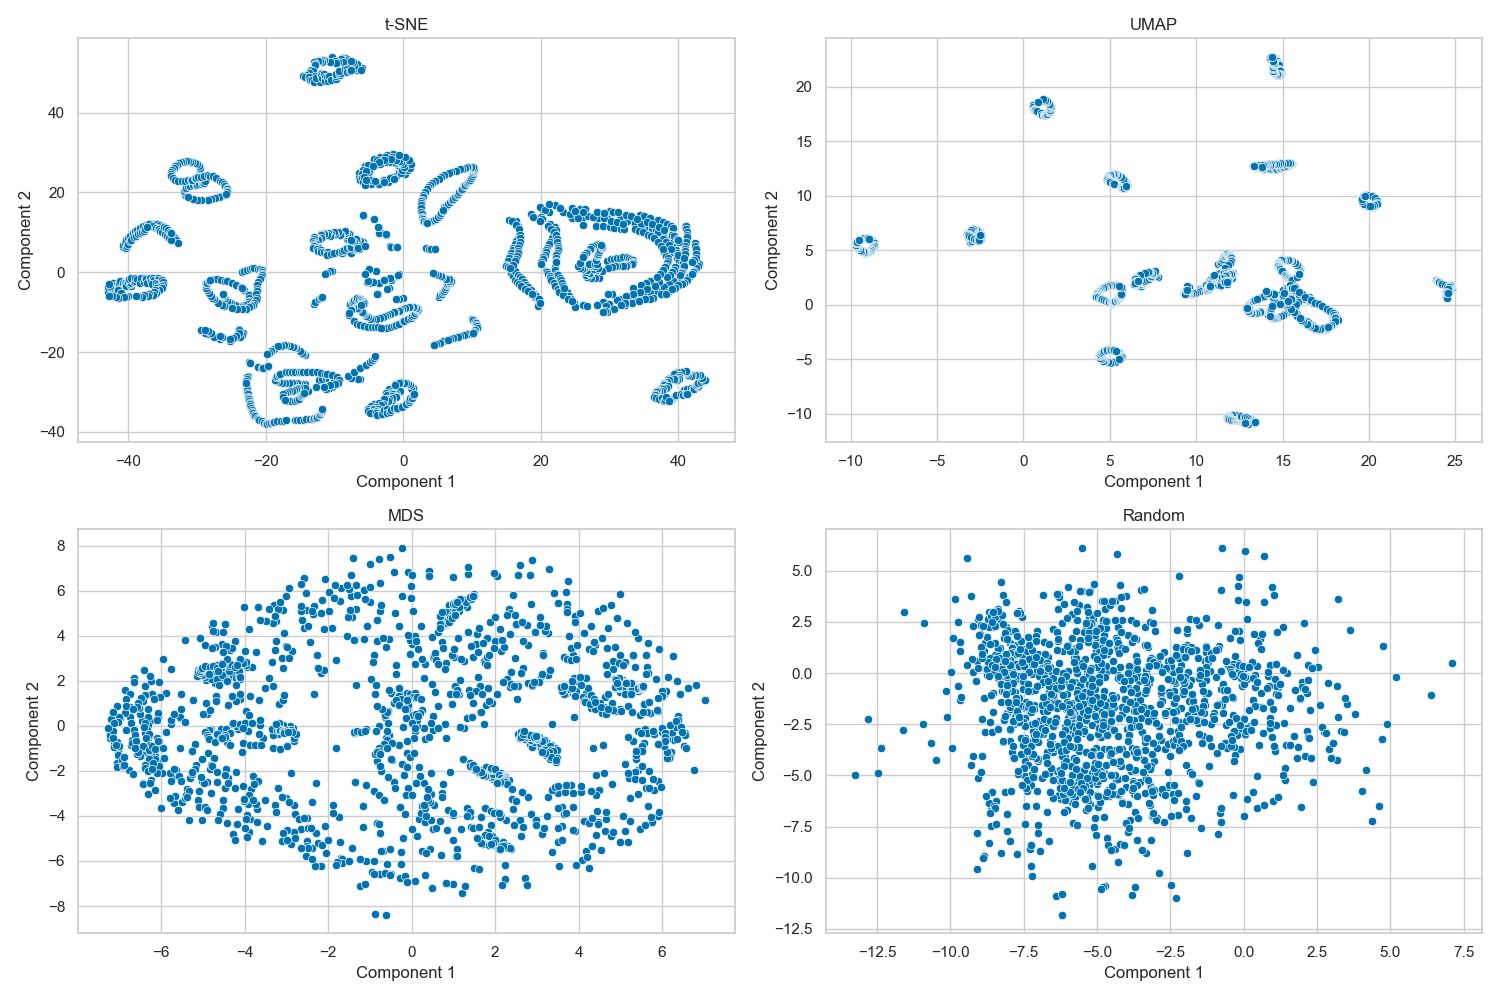 t-SNE
Component 2
40
20
0
−20
−40
−40 −20 0 20 40
Component 1
UMAP
Component 2
20
15
10
5
0
−5
−10
−10 −5 0 5 10 15 20 25
Component 1
MDS
Component 2
8
6
4
2
0
−2
−4
−6
−8
−6 −4 −2 0 2 4 6
Component 1
Random
Component 2
5.0
2.5
0.0
−2.5
−5.0
−7.5
−10.0
−12.5
−12.5 −10.0 −7.5 −5.0 −2.5 0.0 2.5 5.0 7.5
Component 1